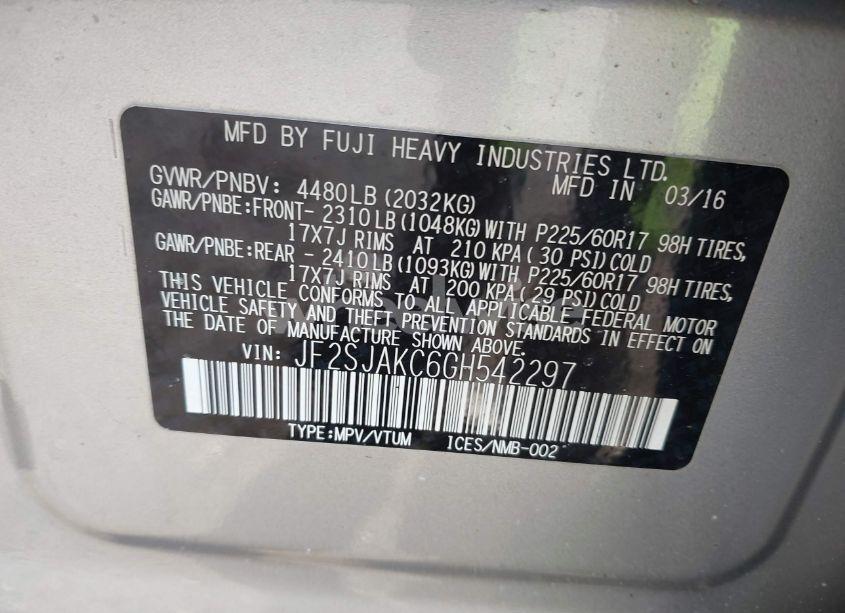 MFD BY FUJI HEAVY INDUSTRIES LTD.
MFD IN 03/16
GVWR/PNBV: 4480LB (2032KG)
GAWR/PNBE:FRONT- 2310LB(1048KG)WITH P225/60R17 98H TIRES,
17X7J RIMS AT 210 KPA( 30 PSI)COLD
GAWR/PNBE:REAR - 2410LB(1093KG)WITH P225/60R17 98H TIRES,
17X7J RIMS AT 200 KPA( 29 PSI)COLD
THIS VEHICLE CONFORMS TO ALL APPLICABLE FEDERAL MOTOR
VEHICLE SAFETY AND THEFT PREVENTION STANDARDS IN EFFECT ON
THE DATE OF MANUFACTURE SHOWN ABOVE.
VIN: JF2SJAKC6GH542297
TYPE:MPV/VTUM ICES/NMB-002